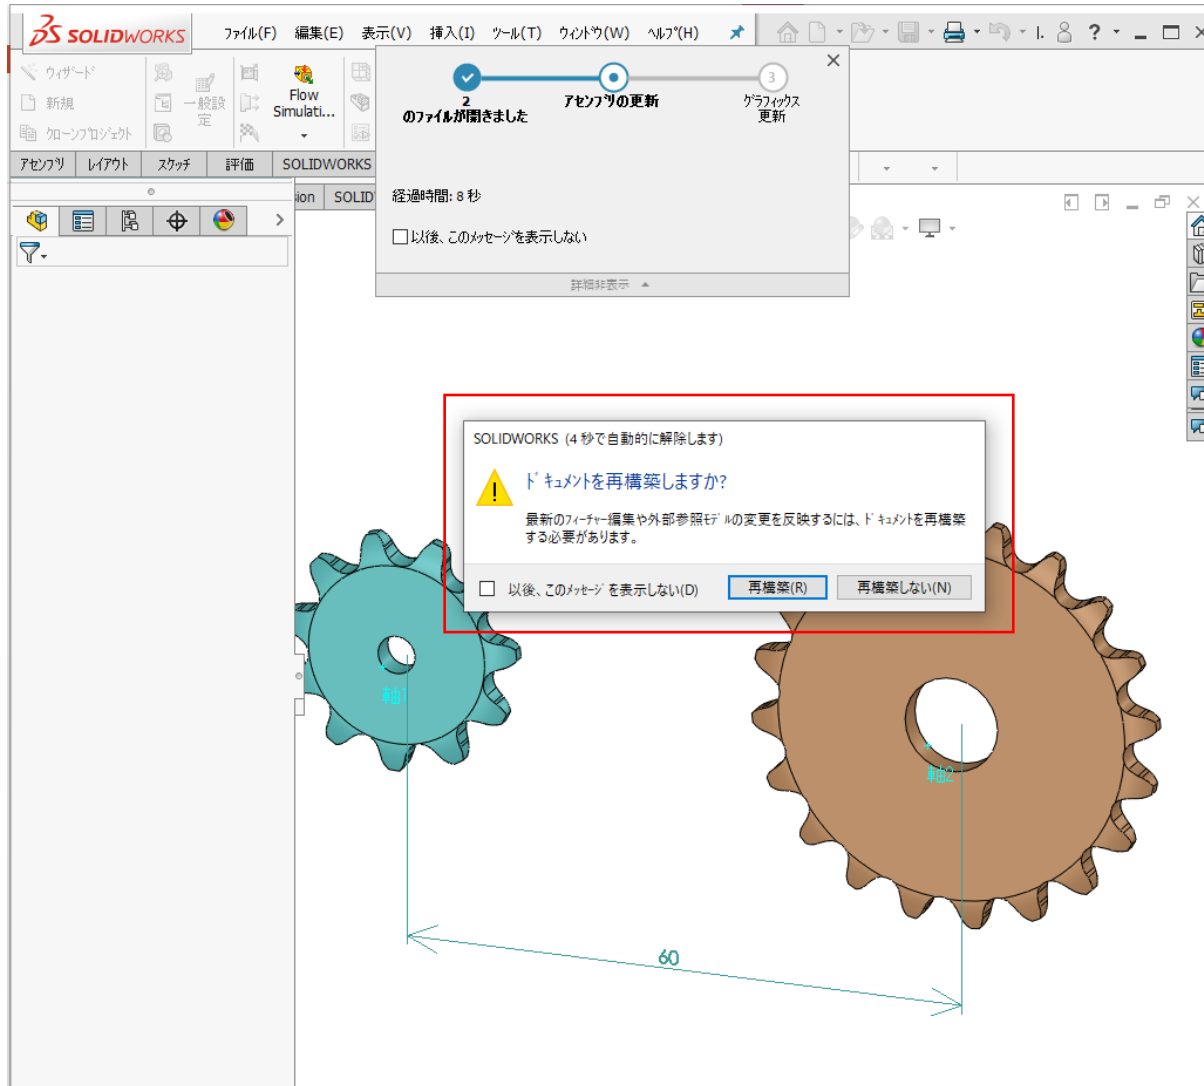 SOLIDWORKS
ﾌｧｲﾙ(F) 編集(E) 表示(V) 挿入(I) ﾂｰﾙ(T) ｳｨﾝﾄﾞｳ(W) ﾍﾙﾌﾟ(H)
ｳｨｻﾞｰﾄﾞ
新規
ｸﾛｰﾝﾌﾟﾛｼﾞｪｸﾄ
一般設
定
Flow
Simulati...
ｱｾﾝﾌﾞﾘ ﾚｲｱｳﾄ ｽｹｯﾁ 評価 SOLIDWORKS
sion SOLID
2
のﾌｧｲﾙが開きました
ｱｾﾝﾌﾞﾘの更新
3
ｸﾞﾗﾌｨｯｸｽ
更新
経過時間: 8 秒
以後、このﾒｯｾｰｼﾞを表示しない
詳細非表示
SOLIDWORKS (4 秒で自動的に解除します)
ﾄﾞｷｭﾒﾝﾄを再構築しますか?
最新のﾌｨｰﾁｬｰ編集や外部参照ﾓﾃﾞﾙの変更を反映するには、ﾄﾞｷｭﾒﾝﾄを再構築
する必要があります。
以後、このﾒｯｾｰｼﾞを表示しない(D) 再構築(R) 再構築しない(N)
軸1
軸2
60